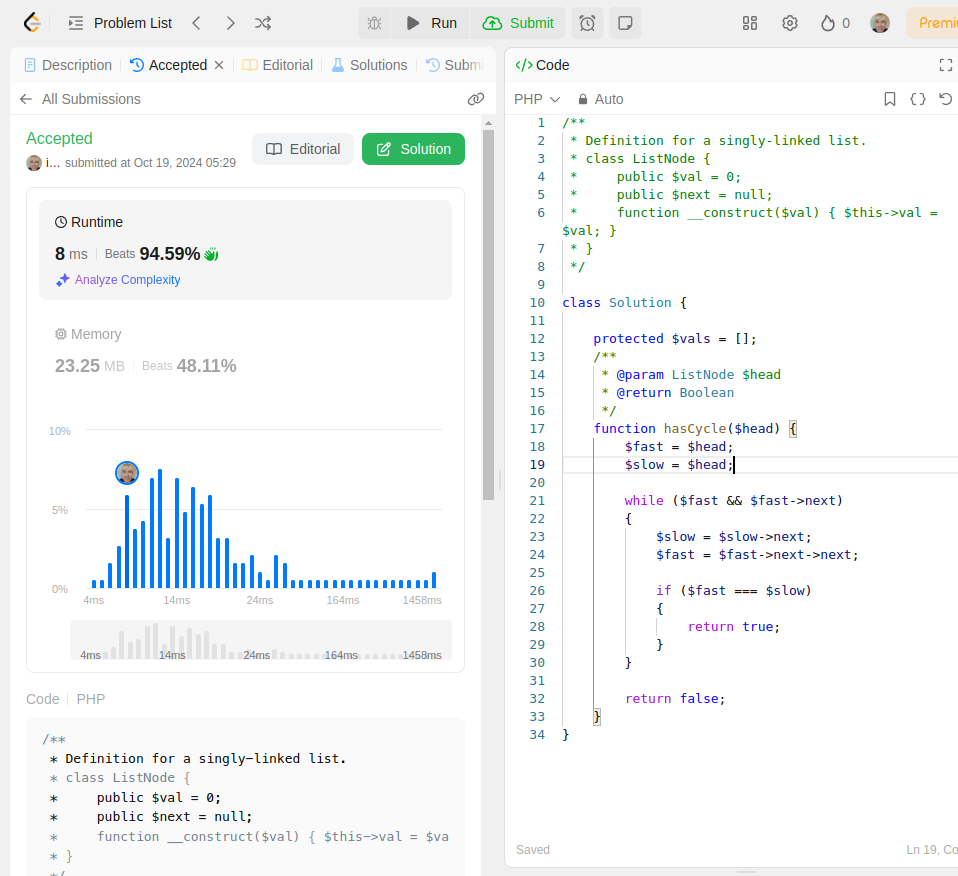 Problem List
Run
Submit
0
Premi
Description
Accepted
Editorial
Solutions
Subm
All Submissions
Accepted
i... submitted at Oct 19, 2024 05:29
Editorial
Solution
Runtime
8 ms
Beats 94.59%
Analyze Complexity
Memory
23.25 MB
Beats 48.11%
10%
5%
0%
4ms 14ms 24ms 164ms 1458ms
4ms 14ms 24ms 164ms 1458ms
Code
PHP
/**
 * Definition for a singly-linked list.
 * class ListNode {
 *     public $val = 0;
 *     public $next = null;
 *     function __construct($val) { $this->val = $va
 * }
 */
</> Code
PHP
Auto
1 /**
2  * Definition for a singly-linked list.
3  * class ListNode {
4  *     public $val = 0;
5  *     public $next = null;
6  *     function __construct($val) { $this->val =
$val; }
7  * }
8  */
9
10 class Solution {
11
12     protected $vals = [];
13     /**
14      * @param ListNode $head
15      * @return Boolean
16      */
17     function hasCycle($head) {
18         $fast = $head;
19         $slow = $head;
20
21         while ($fast && $fast->next)
22         {
23             $slow = $slow->next;
24             $fast = $fast->next->next;
25
26             if ($fast === $slow)
27             {
28                 return true;
29             }
30         }
31
32         return false;
33     }
34 }
Saved
Ln 19, Co